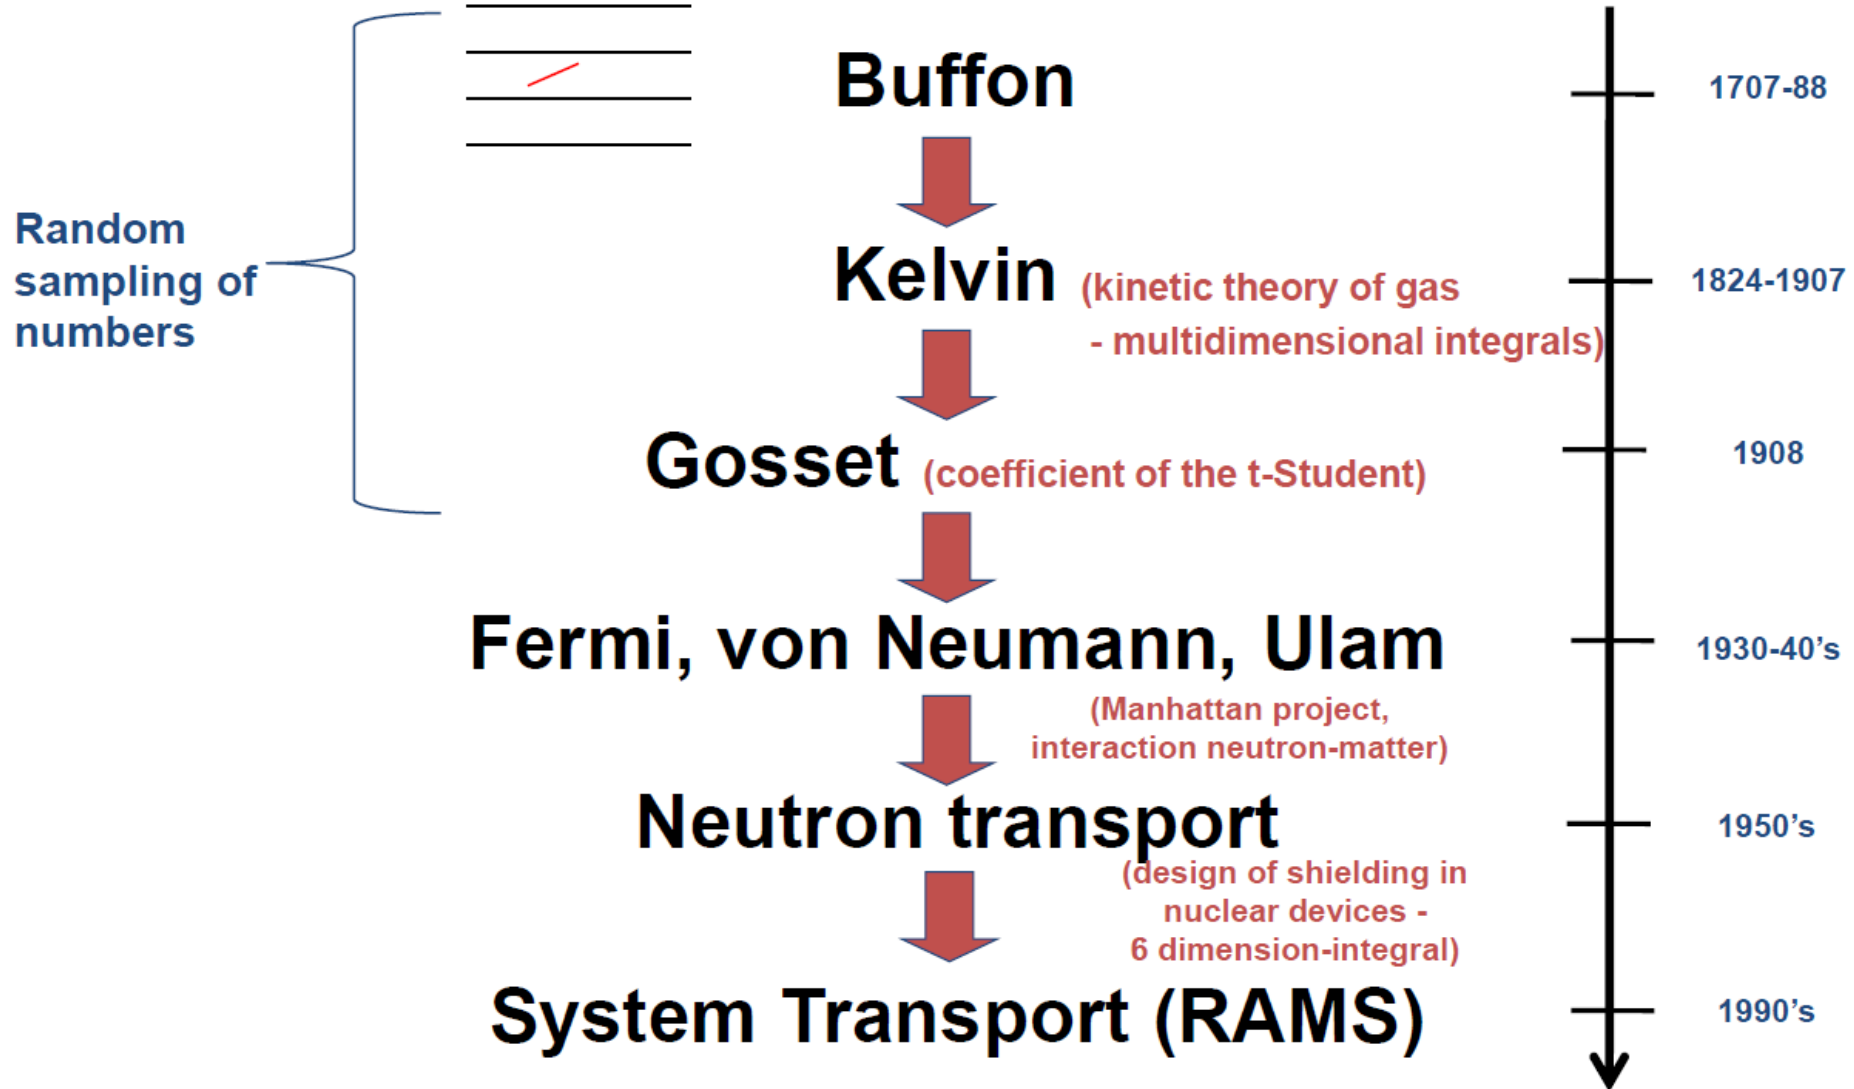 Buffon
1707-88
Random
sampling of
numbers
Kelvin (kinetic theory of gas
- multidimensional integrals)
1824-1907
Gosset (coefficient of the t-Student)
1908
Fermi, von Neumann, Ulam
1930-40’s
(Manhattan project,
interaction neutron-matter)
Neutron transport
1950’s
(design of shielding in
nuclear devices -
6 dimension-integral)
System Transport (RAMS)
1990’s